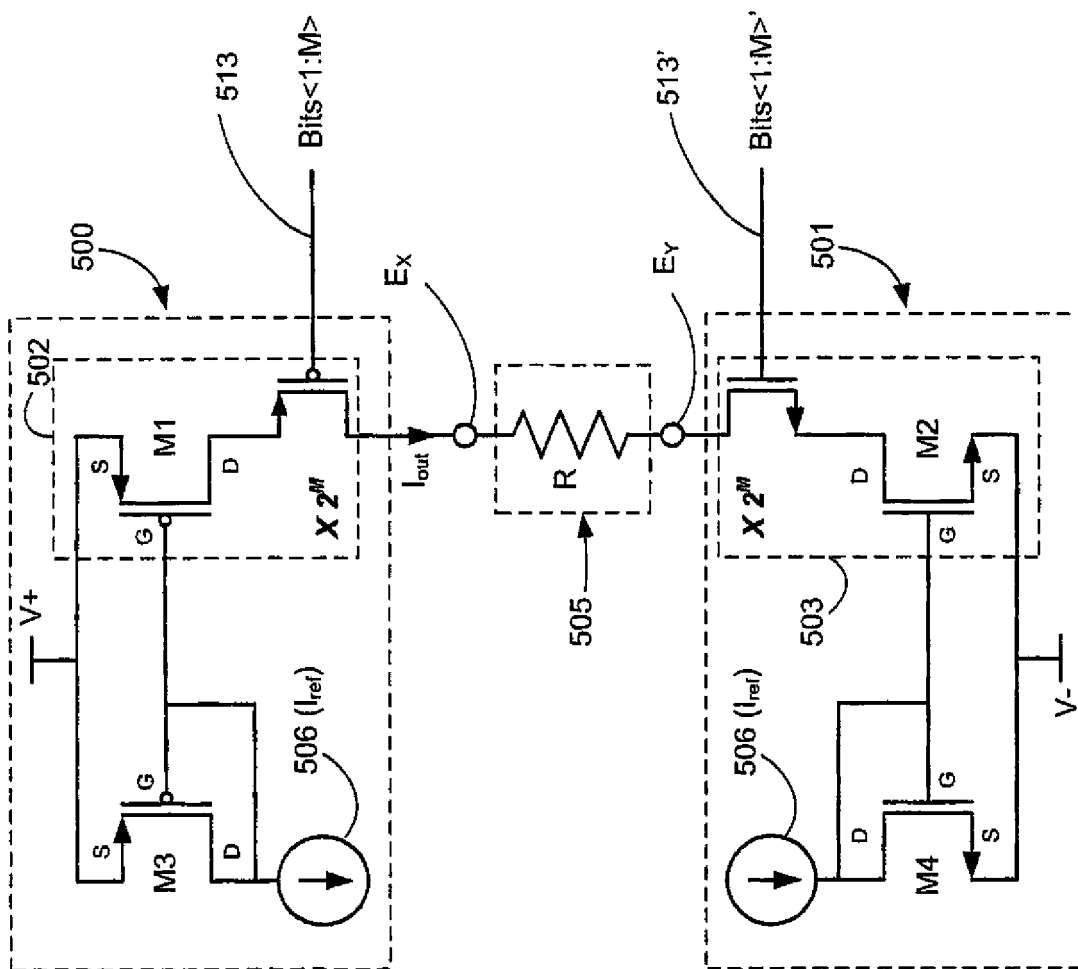 500
502
V+
S
M1
G
D
513
Bits<1:M>
X 2^M
S
G
M3
D
506 (Iref)
Iout
EX
R
505
EY
513'
Bits<1:M>'
501
X 2^M
503
D
M2
G
S
506 (Iref)
D
G
M4
S
V-